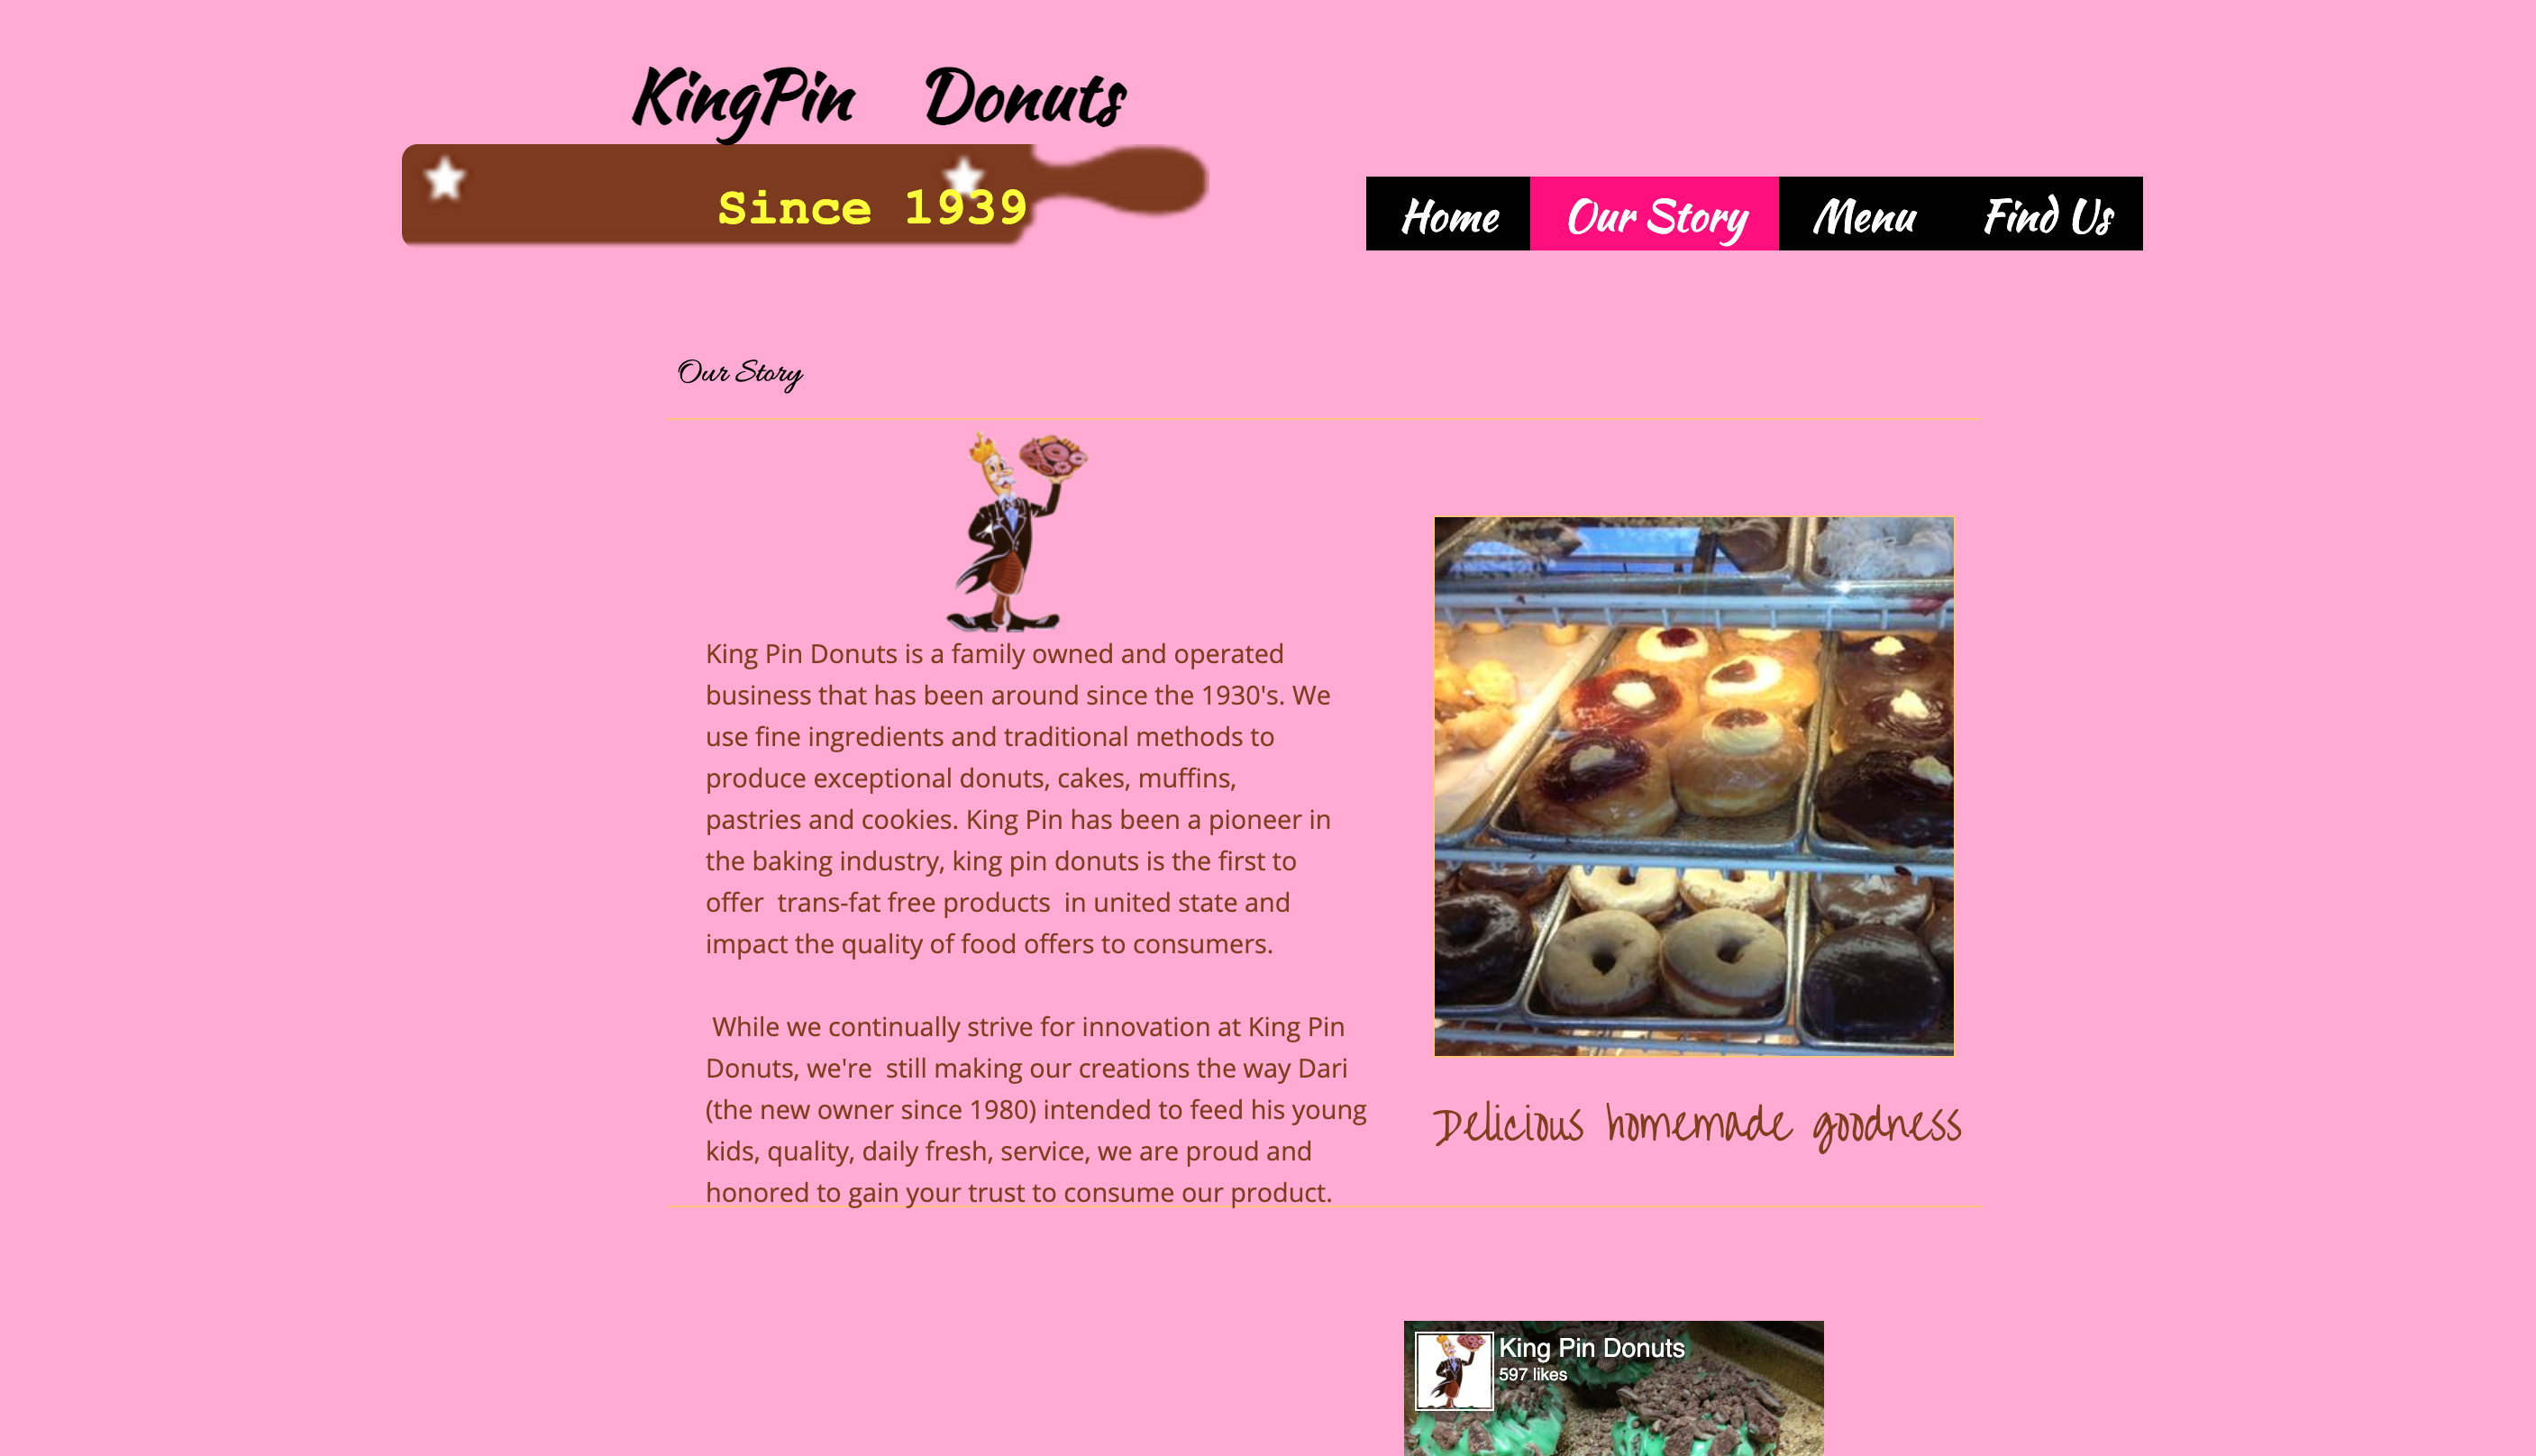 KingPin Donuts
Since 1939
Home Our Story Menu Find Us
Our Story
King Pin Donuts is a family owned and operated
business that has been around since the 1930's. We
use fine ingredients and traditional methods to
produce exceptional donuts, cakes, muffins,
pastries and cookies. King Pin has been a pioneer in
the baking industry, king pin donuts is the first to
offer  trans-fat free products  in united state and
impact the quality of food offers to consumers.
While we continually strive for innovation at King Pin
Donuts, we're  still making our creations the way Dari
(the new owner since 1980) intended to feed his young
kids, quality, daily fresh, service, we are proud and
honored to gain your trust to consume our product.
Delicious homemade goodness
King Pin Donuts
597 likes